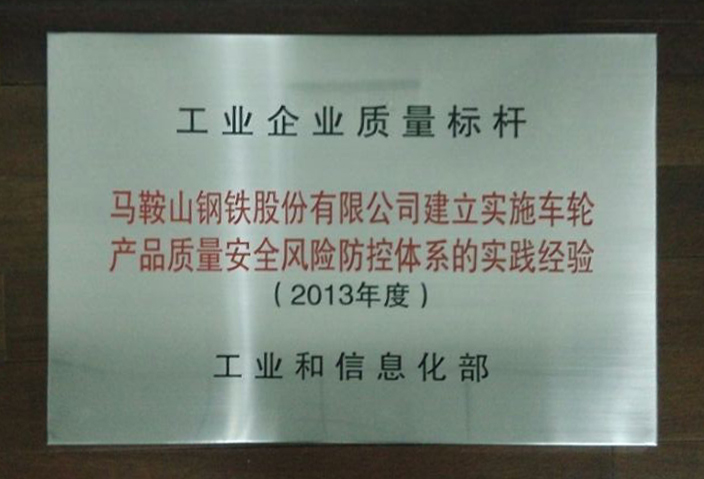 工业企业质量标杆
马鞍山钢铁股份有限公司建立实施车轮
产品质量安全风险防控体系的实践经验
（2013年度）
工业和信息化部